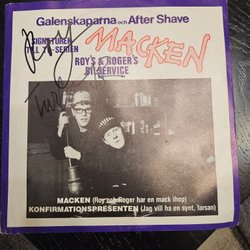 Galenskaparna och After Shave
SIGNATUREN
TILL TV-SERIEN
MACKEN
ROY'S & ROGER'S
BILSERVICE
Roy
MACKEN (Roy och Roger har en mack ihop)
KONFIRMATIONSPRESENTEN (Jag vill ha en synt, farsan)